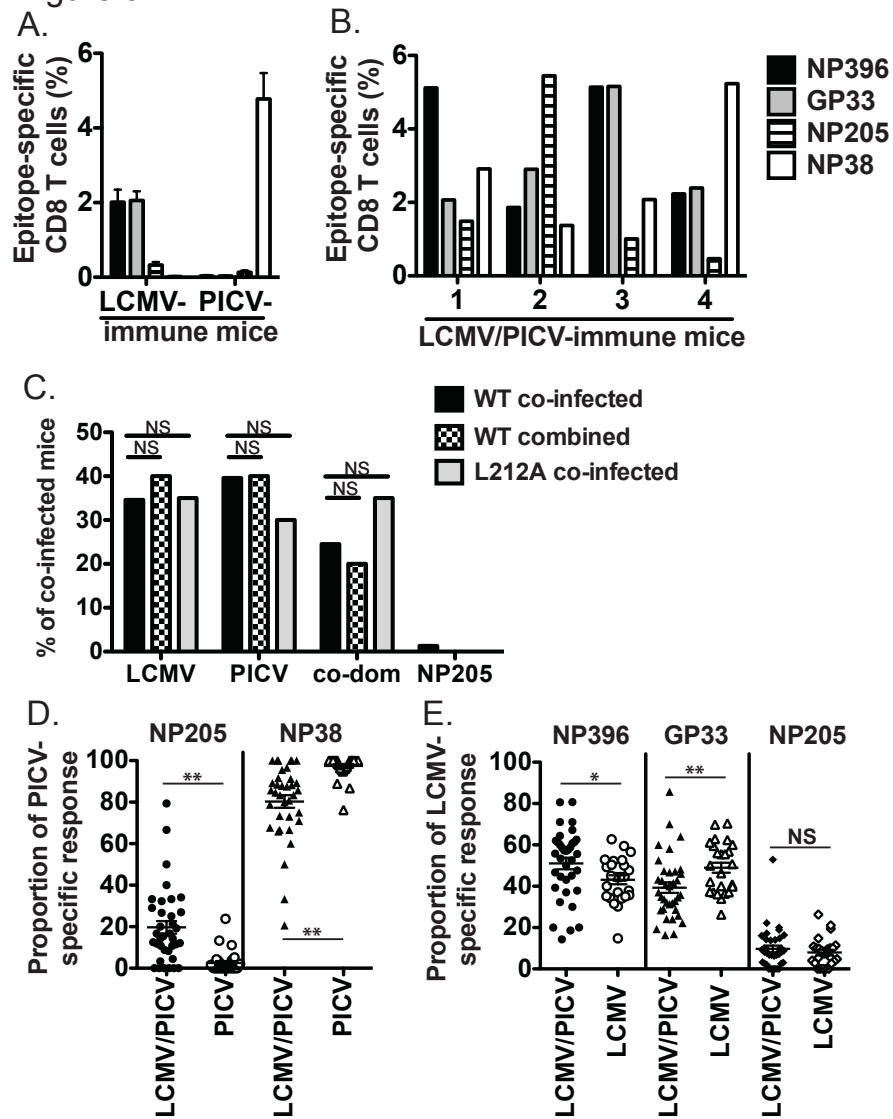 A.
Epitope-specific
CD8 T cells (%)
6
4
2
0
LCMV- PICV-
immune mice
B.
Epitope-specific
CD8 T cells (%)
6
4
2
0
1 2 3 4
LCMV/PICV-immune mice
NP396
GP33
NP205
NP38
C.
% of co-infected mice
50
40
30
20
10
0
NS NS NS
NS NS NS
LCMV PICV co-dom NP205
WT co-infected
WT combined
L212A co-infected
D.
NP205 NP38
Proportion of PICV-
specific response
100
80
60
40
20
0
**
**
LCMV/PICV
PICV
LCMV/PICV
PICV
E.
NP396 GP33 NP205
Proportion of LCMV-
specific response
100
80
60
40
20
0
* ** NS
LCMV/PICV
LCMV
LCMV/PICV
LCMV
LCMV/PICV
LCMV